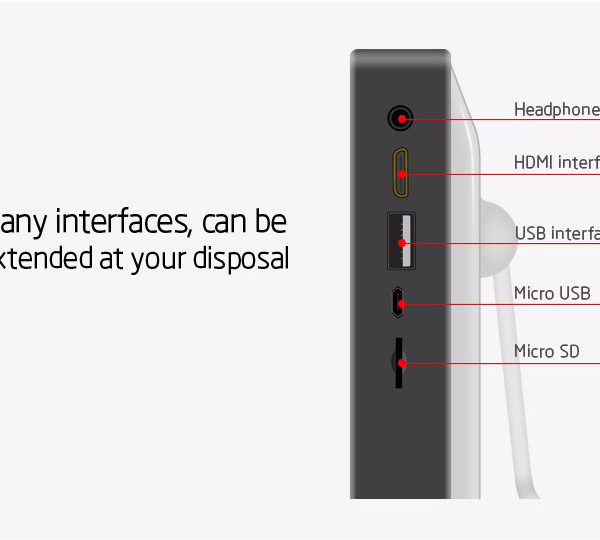 any interfaces, can be
xtended at your disposal
Headphone
HDMI interf
USB interfa
Micro USB
Micro SD